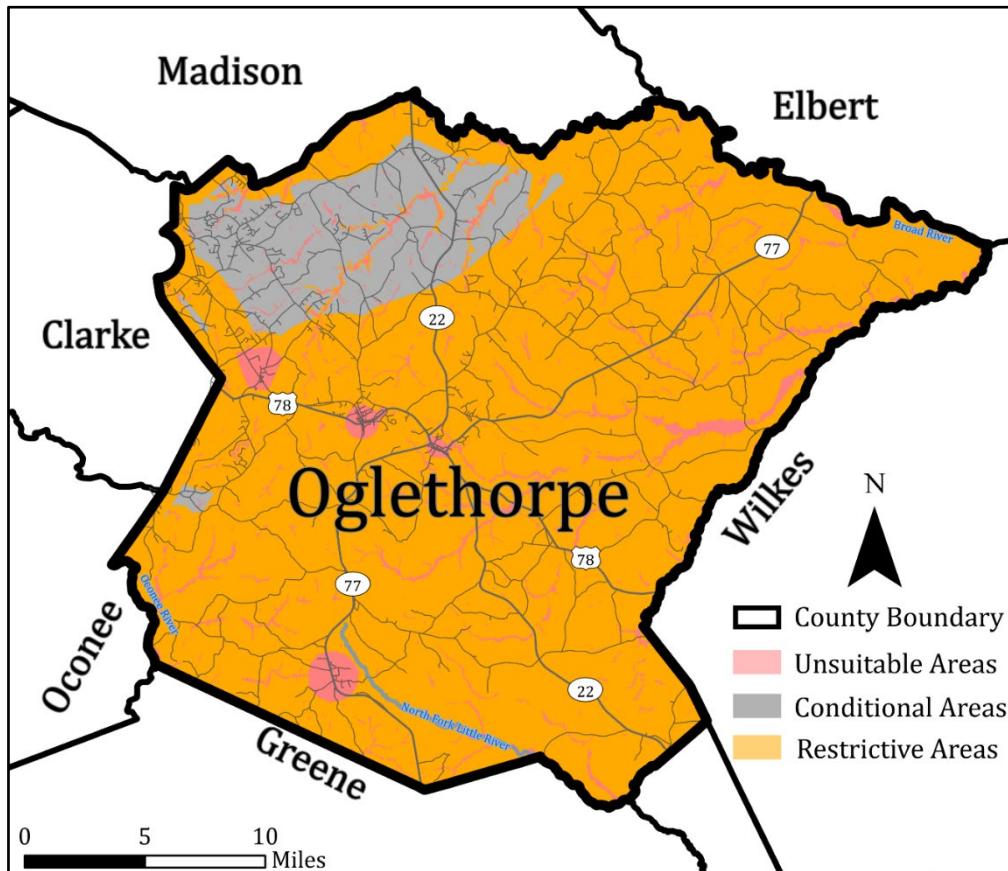 Madison
Elbert
Broad River
77
22
Clarke
78
Oglethorpe
Wilkes
N
78
77
Oconee River
Oconee
County Boundary
Unsuitable Areas
22
Conditional Areas
North Fork Little River
Greene
Restrictive Areas
0 5 10
Miles